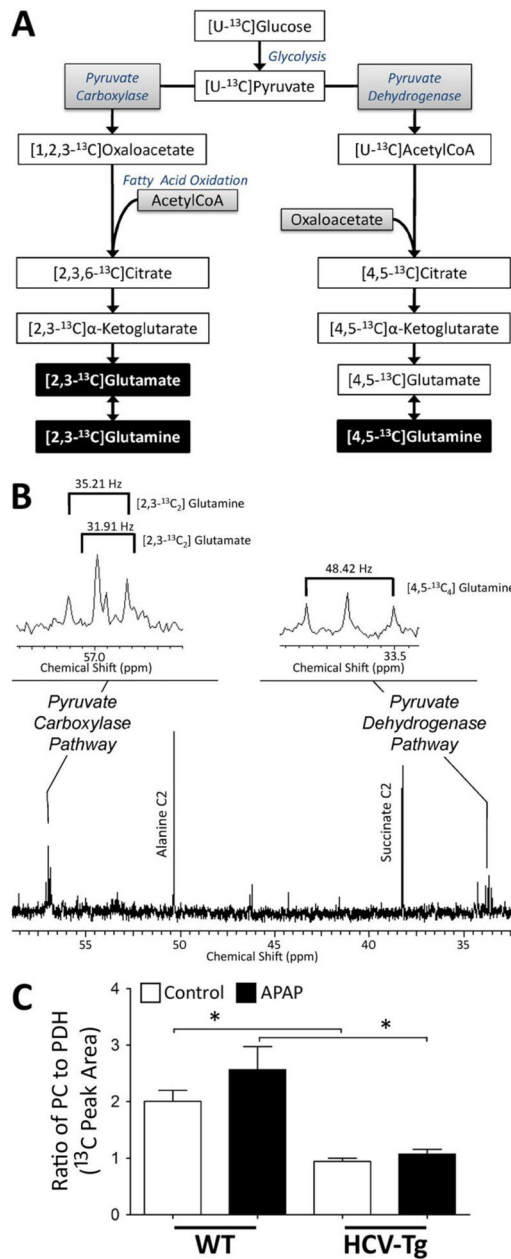 A
[U-¹³C]Glucose
Glycolysis
Pyruvate
Carboxylase
[U-¹³C]Pyruvate
Pyruvate
Dehydrogenase
[1,2,3-¹³C]Oxaloacetate
[U-¹³C]AcetylCoA
Fatty Acid Oxidation
AcetylCoA
Oxaloacetate
[2,3,6-¹³C]Citrate
[4,5-¹³C]Citrate
[2,3-¹³C]α-Ketoglutarate
[4,5-¹³C]α-Ketoglutarate
[2,3-¹³C]Glutamate
[4,5-¹³C]Glutamate
[2,3-¹³C]Glutamine
[4,5-¹³C]Glutamine
B
35.21 Hz
[2,3-¹³C₂] Glutamine
31.91 Hz
[2,3-¹³C₂] Glutamate
48.42 Hz
[4,5-¹³C₄] Glutamine
57.0
33.5
Chemical Shift (ppm)
Chemical Shift (ppm)
Pyruvate
Carboxylase
Pathway
Pyruvate
Dehydrogenase
Pathway
Alanine C2
Succinate C2
55 50 45 40 35
Chemical Shift (ppm)
C
Control APAP
* *
Ratio of PC to PDH
(¹³C Peak Area)
4
3
2
1
0
WT HCV-Tg